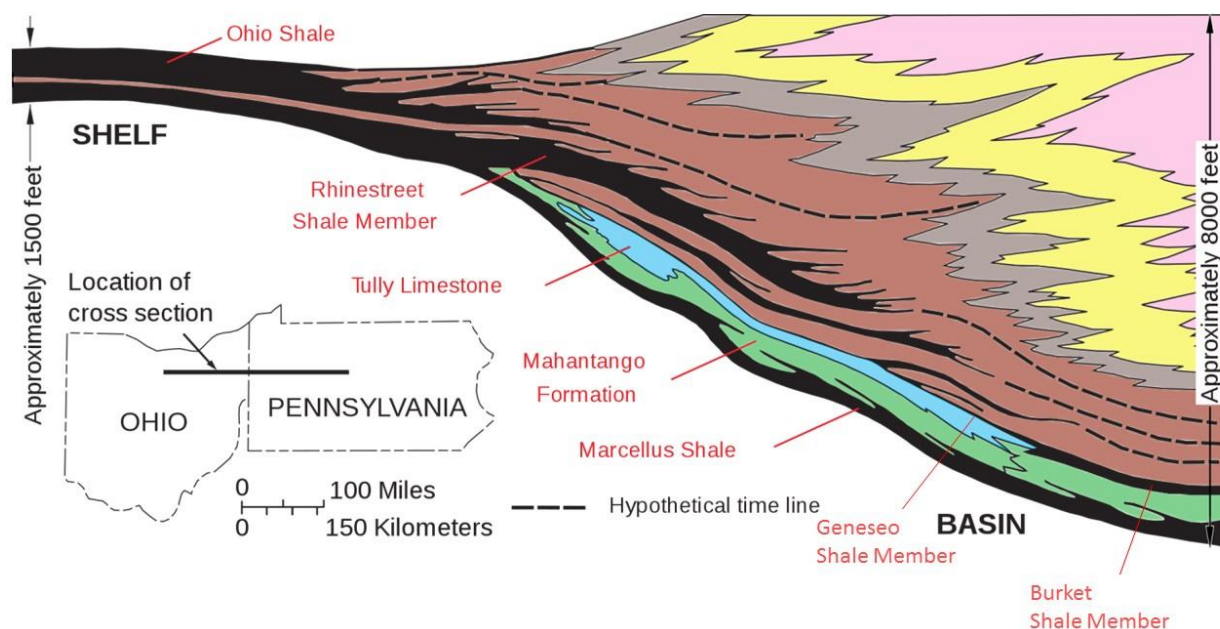 Ohio Shale
SHELF
Approximately 1500 feet
Rhinestreet
Shale Member
Tully Limestone
Location of
cross section
Mahantango
Formation
OHIO
PENNSYLVANIA
Marcellus Shale
0 100 Miles
0 150 Kilometers
Hypothetical time line
Geneseo
Shale Member
BASIN
Burket
Shale Member
Approximately 8000 feet